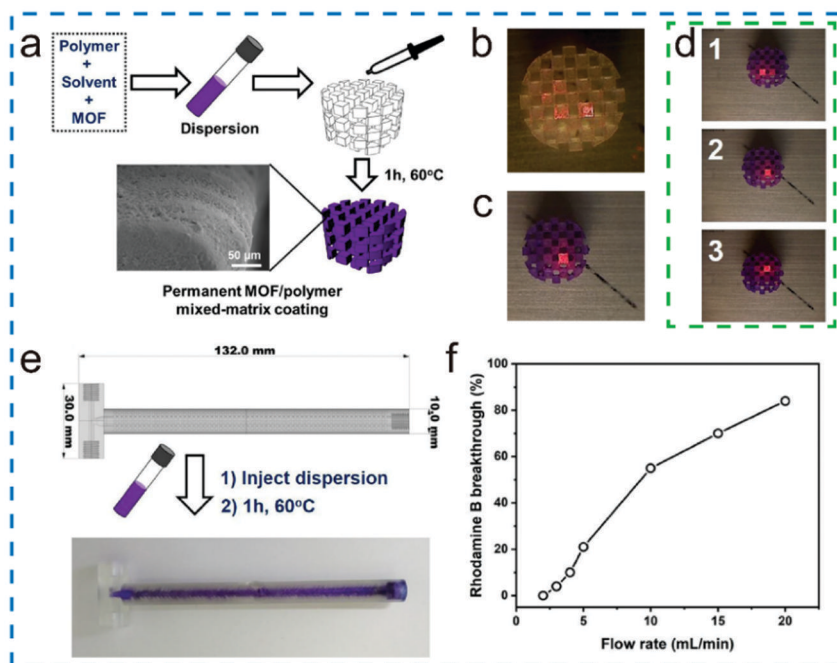 a
Polymer
+
Solvent
+
MOF
Dispersion
1h, 60°C
50 μm
Permanent MOF/polymer
mixed-matrix coating
b
c
d
1
2
3
e
132.0 mm
30.0 mm
10.0 mm
1) Inject dispersion
2) 1h, 60°C
f
Rhodamine B breakthrough (%)
100
80
60
40
20
0
0
5
10
15
20
Flow rate (mL/min)